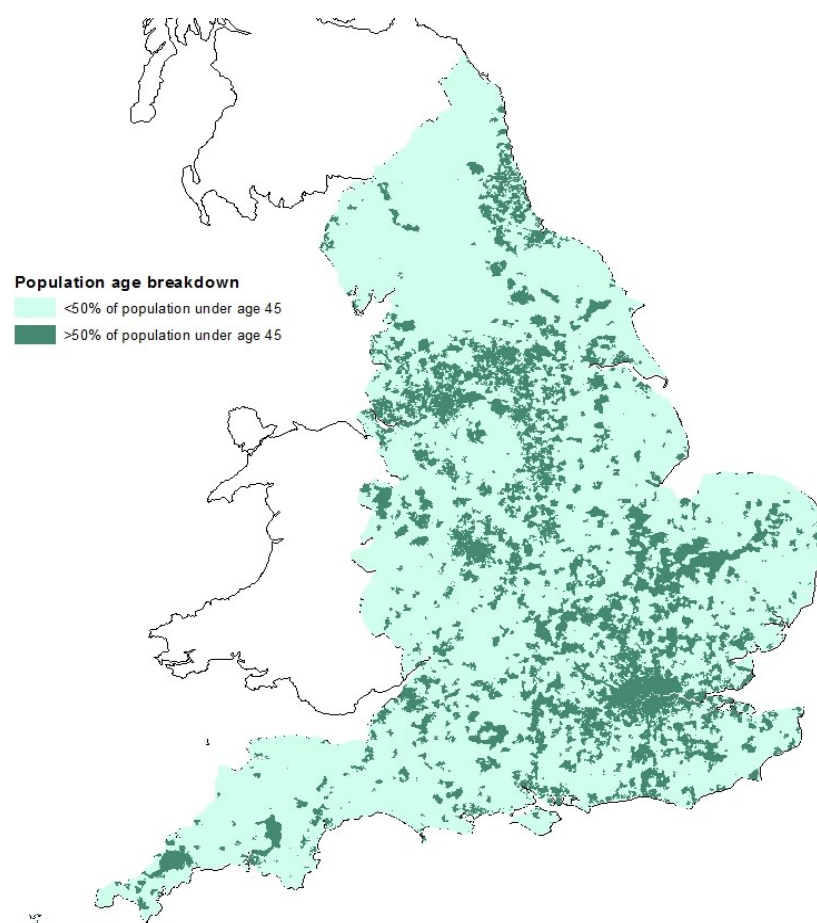 Population age breakdown
<50% of population under age 45
>50% of population under age 45